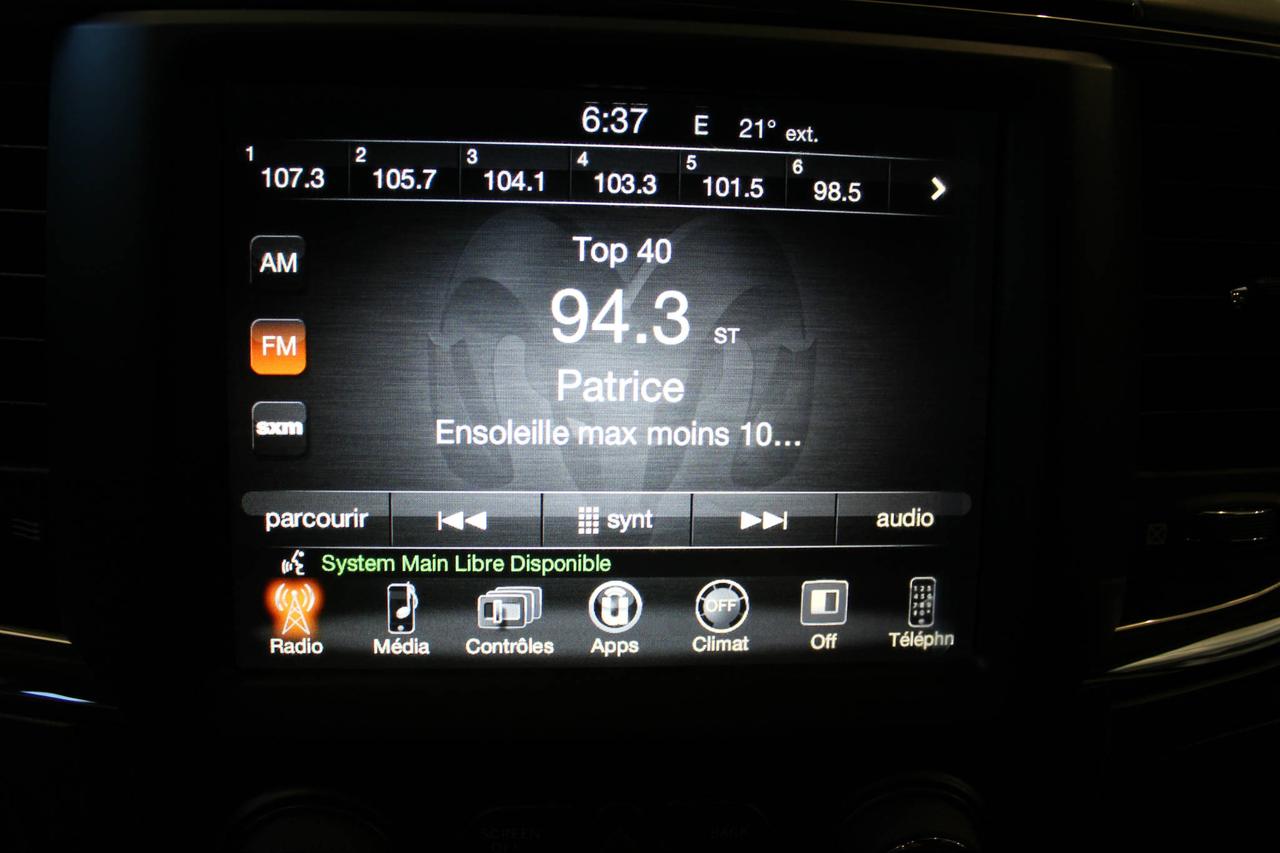 6:37 E 21° ext.
1 107.3 2 105.7 3 104.1 4 103.3 5 101.5 6 98.5
AM
Top 40
94.3 ST
FM
Patrice
sxm
Ensoleille max moins 10...
parcourir synt audio
System Main Libre Disponible
OFF
Radio Média Contrôles Apps Climat Off Téléphn
SCREEN
BACK